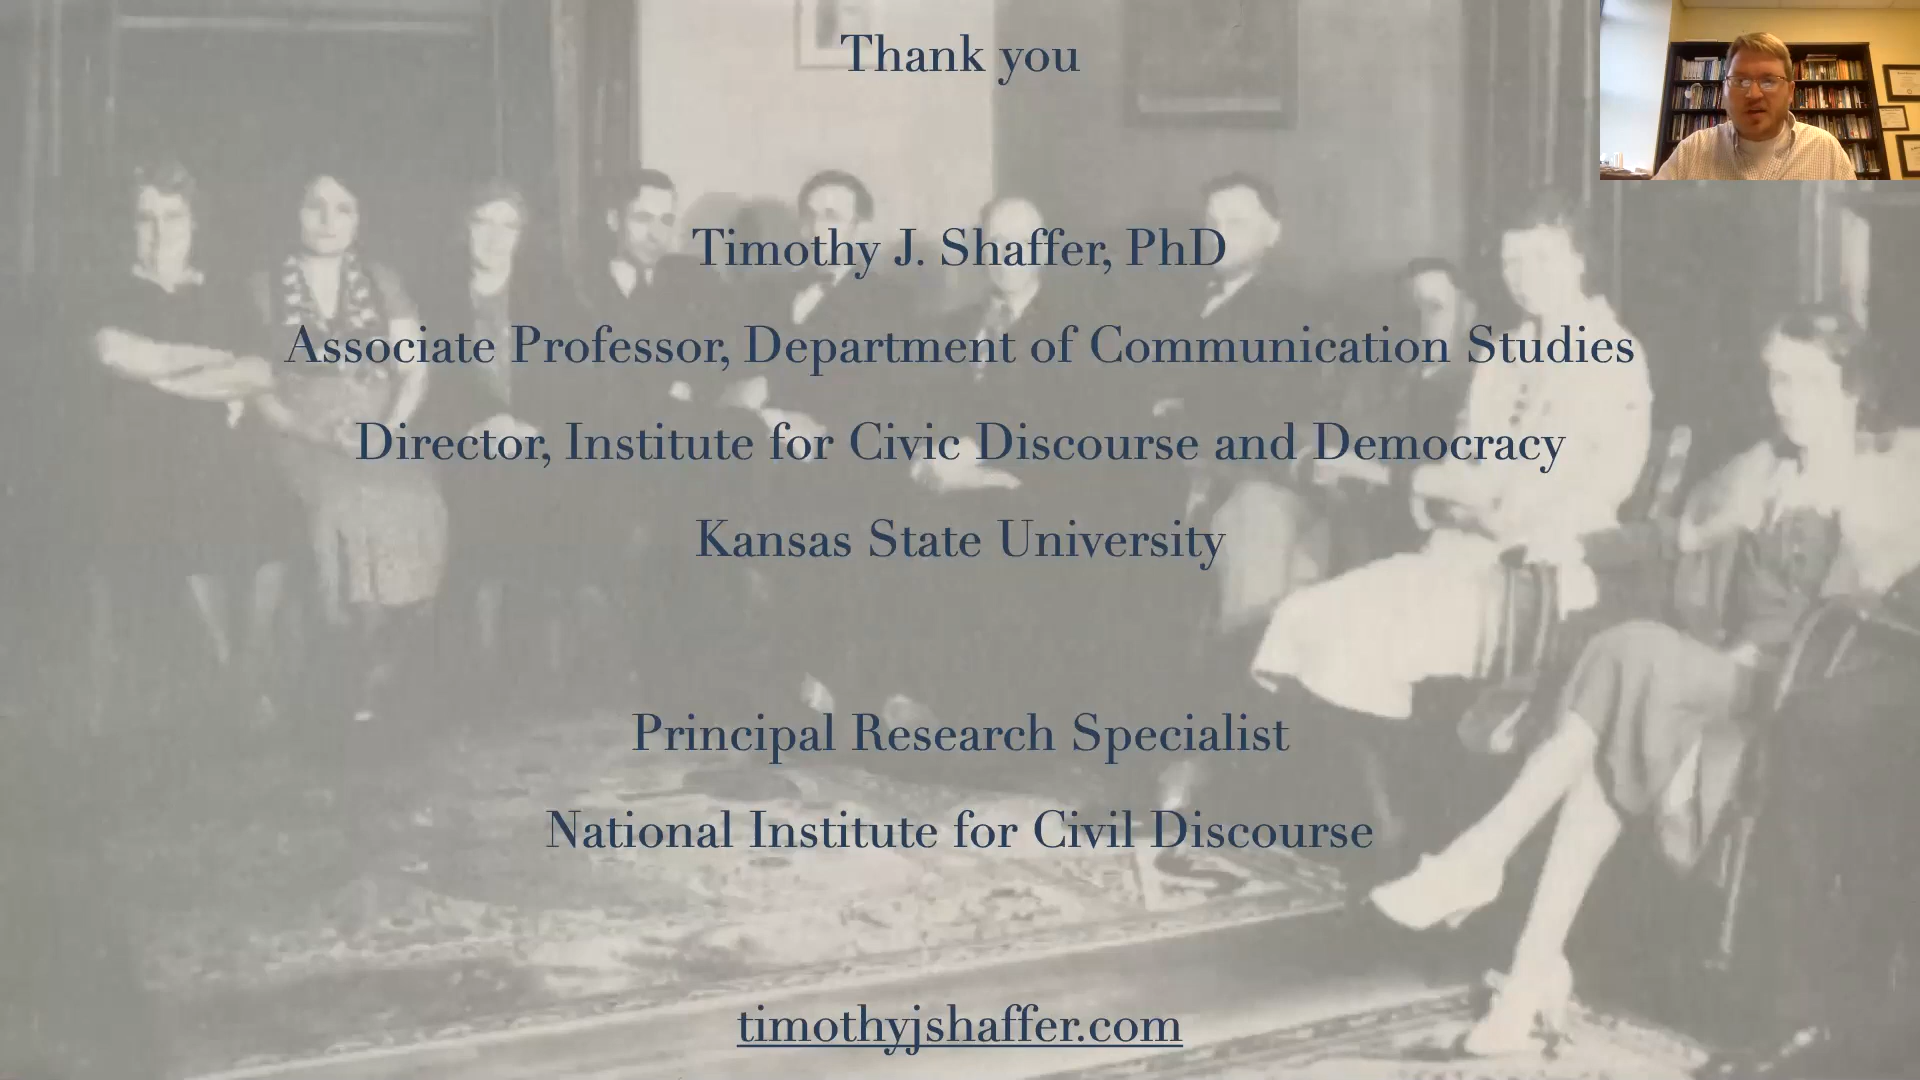 Thank you
Timothy J. Shaffer, PhD
Associate Professor, Department of Communication Studies
Director, Institute for Civic Discourse and Democracy
Kansas State University
Principal Research Specialist
National Institute for Civil Discourse
timothyjshaffer.com